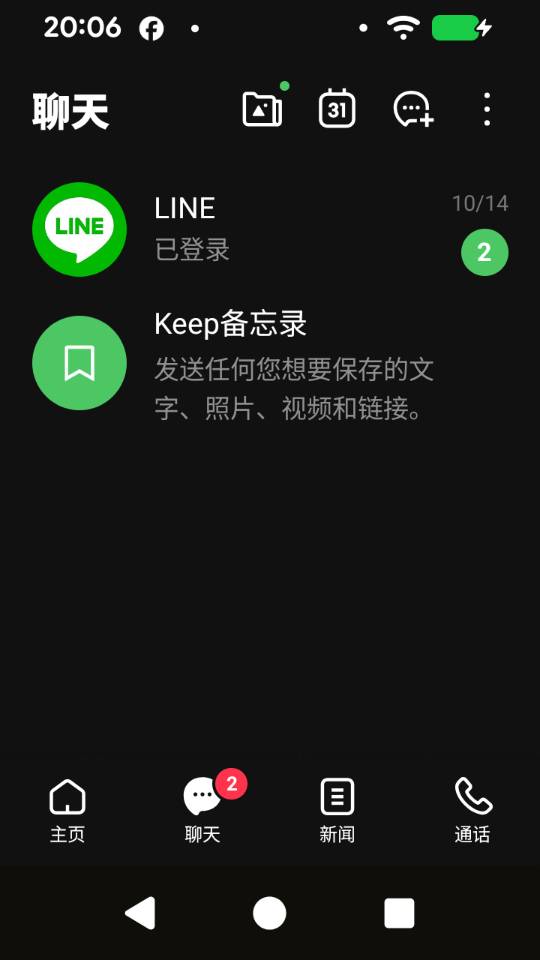 20:06
聊天
31
LINE
LINE
10/14
已登录
2
Keep备忘录
发送任何您想要保存的文
字、照片、视频和链接。
2
主页
聊天
新闻
通话